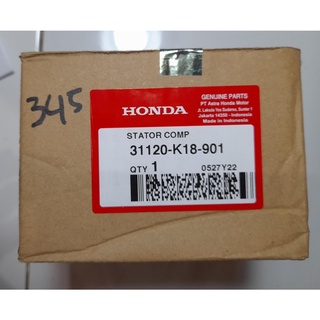 345
HONDA
GENUINE PARTS
PT Astra Honda Motor
Jl. Laksda Yos Sudarso, Sunter 1
Jakarta 14350 - Indonesia
Made in Indonesia
STATOR COMP
31120-K18-901
QTY 1
0527Y22